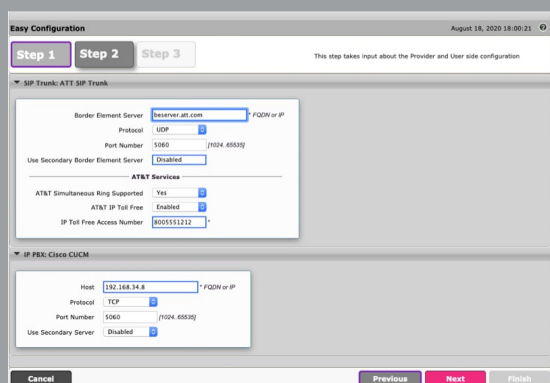 Easy Configuration August 18, 2020 18:00:21
Step 1 Step 2 Step 3 This step takes input about the Provider and User side configuration
SIP Trunk: ATT SIP Trunk
Border Element Server beserver.att.com * FQDN or IP
Protocol UDP
Port Number 5060 [1024..65535]
Use Secondary Border Element Server Disabled
AT&T Services
AT&T Simultaneous Ring Supported Yes
AT&T IP Toll Free Enabled
IP Toll Free Access Number 8005551212 *
IP PBX: Cisco CUCM
Host 192.168.34.8 * FQDN or IP
Protocol TCP
Port Number 5060 [1024..65535]
Use Secondary Server Disabled
Cancel Previous Next Finish